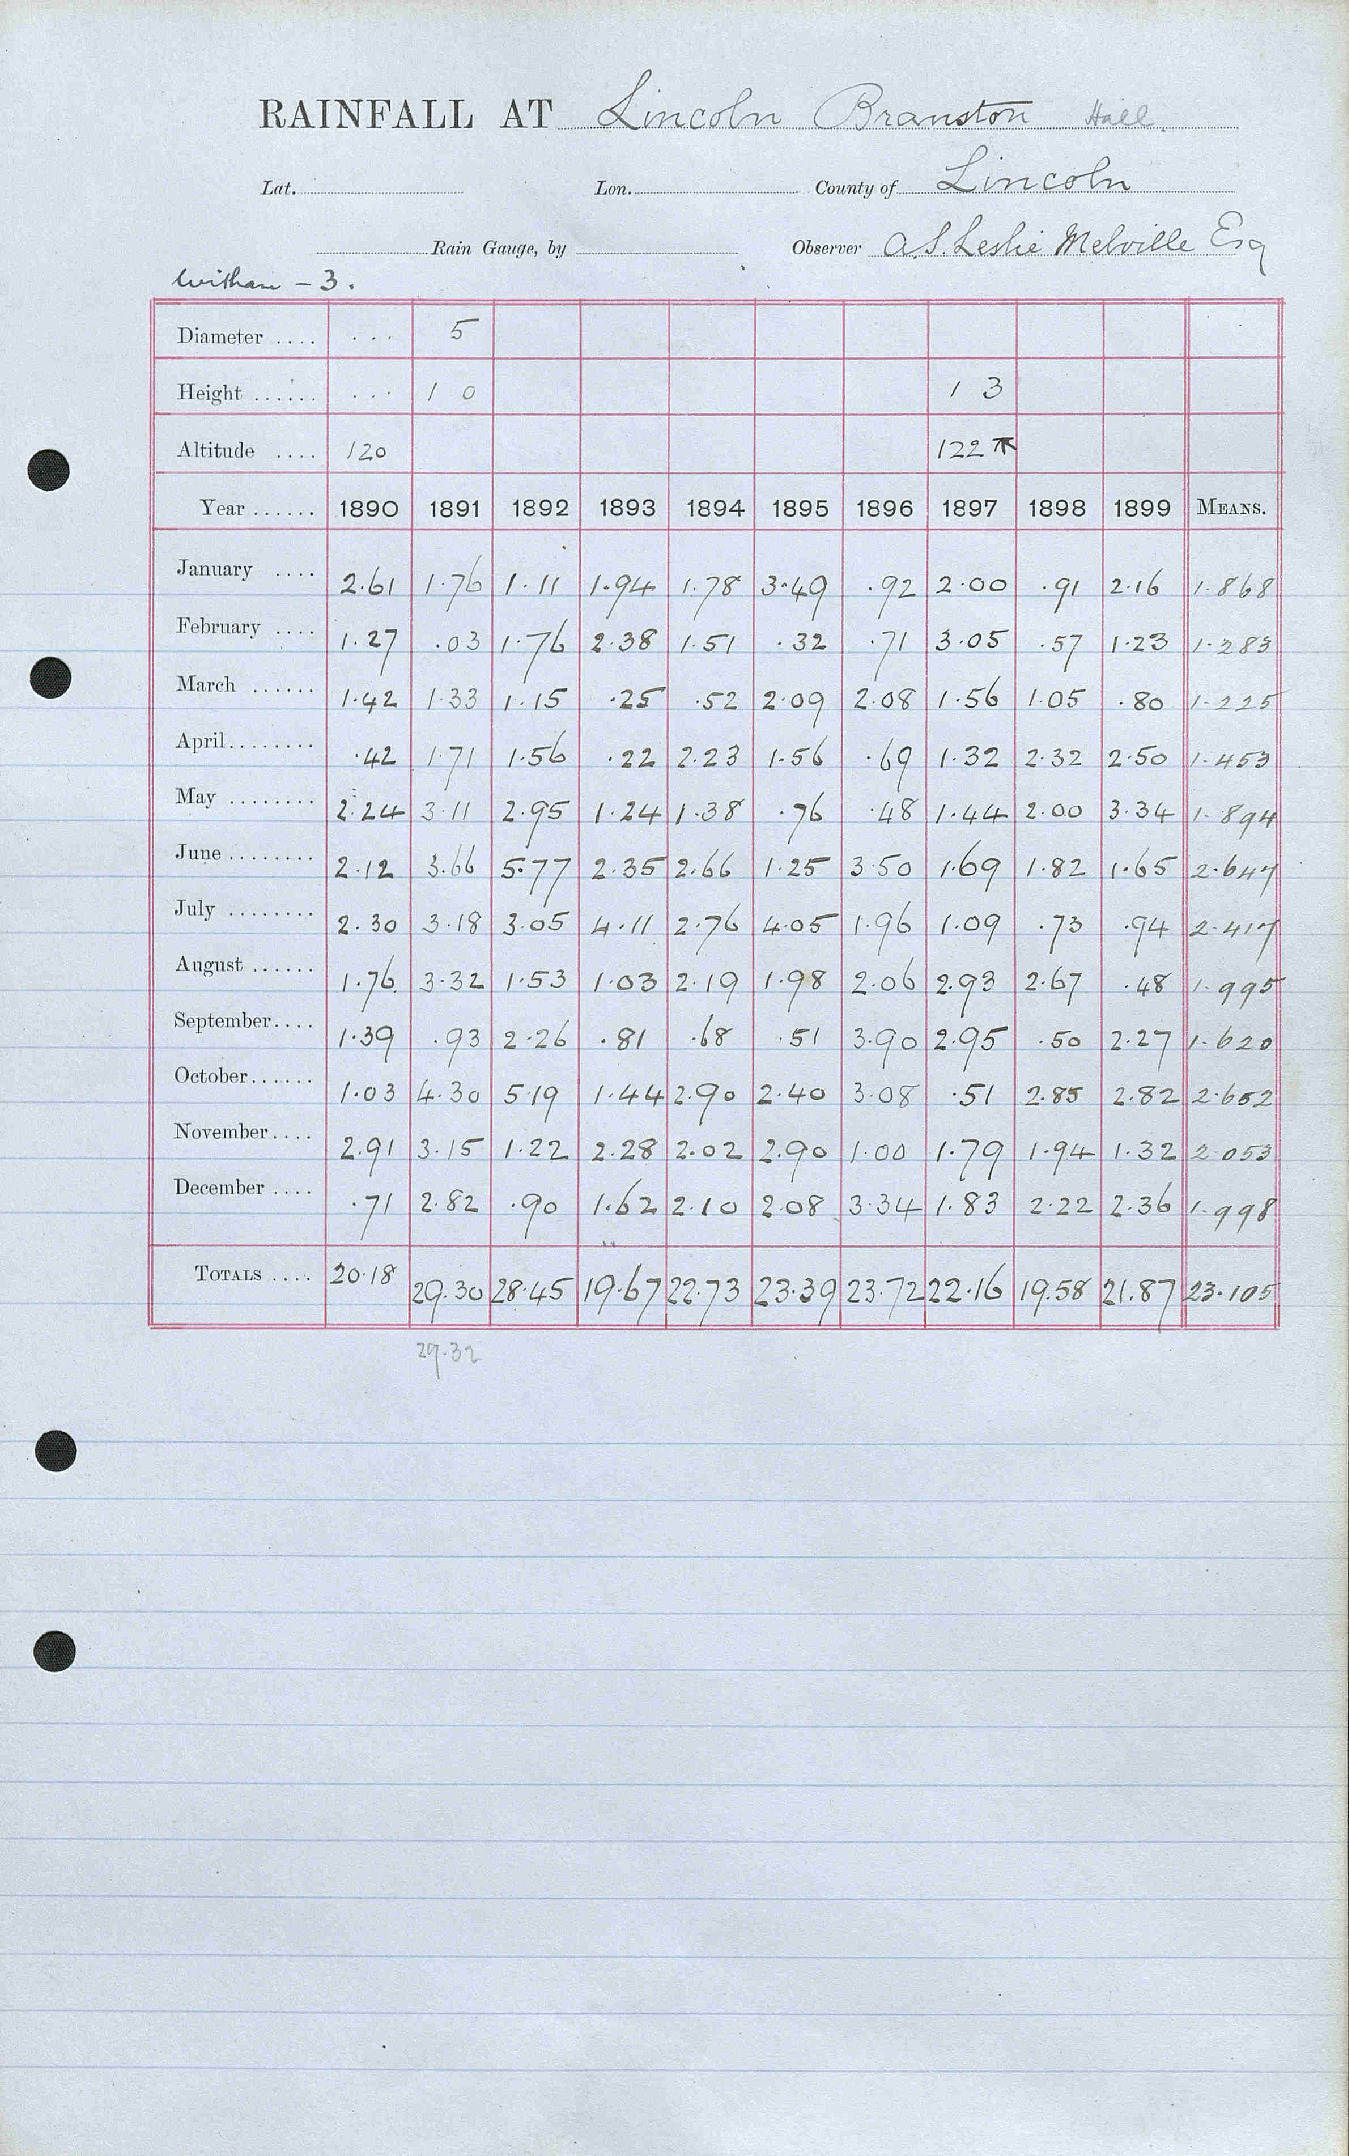 RAINFALL AT Lincoln Branston Hall.
Lat. Lon. County of Lincoln
Rain Gauge, by Observer A.S. Leslie Melville Esq
Witham - 3.
Diameter .... ... 5
Height ...... ... 1 0 1 3
Altitude .... 120 122 ↑
Year ...... 1890 1891 1892 1893 1894 1895 1896 1897 1898 1899 MEANS.
January .... 2.61 1.76 1.11 1.94 1.78 3.49 .92 2.00 .91 2.16 1.868
February .... 1.27 .03 1.76 2.38 1.51 .32 .71 3.05 .57 1.23 1.283
March ...... 1.42 1.33 1.15 .25 .52 2.09 2.08 1.56 1.05 .80 1.225
April ........ .42 1.71 1.56 .22 2.23 1.56 .69 1.32 2.32 2.50 1.453
May ........ 2.24 3.11 2.95 1.24 1.38 .76 .48 1.44 2.00 3.34 1.894
June ........ 2.12 3.66 5.77 2.35 2.66 1.25 3.50 1.69 1.82 1.65 2.647
July ........ 2.30 3.18 3.05 4.11 2.76 4.05 1.96 1.09 .73 .94 2.417
August ...... 1.76 3.32 1.53 1.03 2.19 1.98 2.06 2.93 2.67 .48 1.995
September .... 1.39 .93 2.26 .81 .68 .51 3.90 2.95 .50 2.27 1.620
October ...... 1.03 4.30 5.19 1.44 2.90 2.40 3.08 .51 2.85 2.82 2.652
November .... 2.91 3.15 1.22 2.28 2.02 2.90 1.00 1.79 1.94 1.32 2.053
December .... .71 2.82 .90 1.62 2.10 2.08 3.34 1.83 2.22 2.36 1.998
TOTALS .... 20.18 29.30 28.45 19.67 22.73 23.39 23.72 22.16 19.58 21.87 23.105
29.32